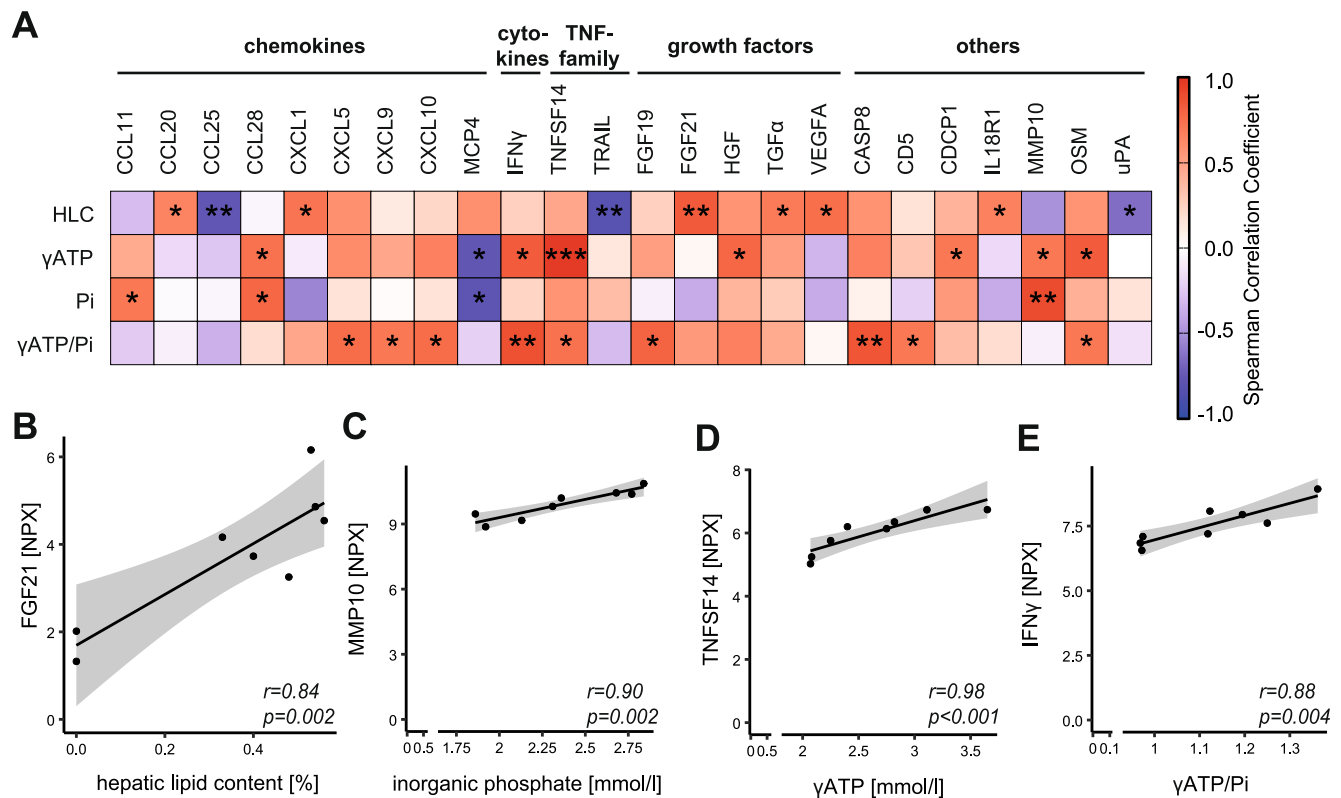 A
chemokines
cyto-
kines
TNF-
family
growth factors
others
CCL11
CCL20
CCL25
CCL28
CXCL1
CXCL5
CXCL9
CXCL10
MCP4
IFNγ
TNFSF14
TRAIL
FGF19
FGF21
HGF
TGFα
VEGFA
CASP8
CD5
CDCP1
IL18R1
MMP10
OSM
uPA
HLC * ** * ** ** * * * *
γATP * * * *** * * * *
Pi * * * **
γATP/Pi * * * ** * * ** * *
1.0
0.5
0.0
-0.5
-1.0
Spearman Correlation Coefficient
B
FGF21 [NPX]
6
4
2
0
0.0 0.2 0.4
hepatic lipid content [%]
r=0.84
p=0.002
C
MMP10 [NPX]
9
6
3
0
0 0.5 1.75 2 2.25 2.5 2.75
inorganic phosphate [mmol/l]
r=0.90
p=0.002
D
TNFSF14 [NPX]
8
6
4
2
0
0 0.5 2 2.5 3 3.5
γATP [mmol/l]
r=0.98
p<0.001
E
IFNγ [NPX]
7.5
5.0
2.5
0.0
0 0.1 1 1.1 1.2 1.3
γATP/Pi
r=0.88
p=0.004